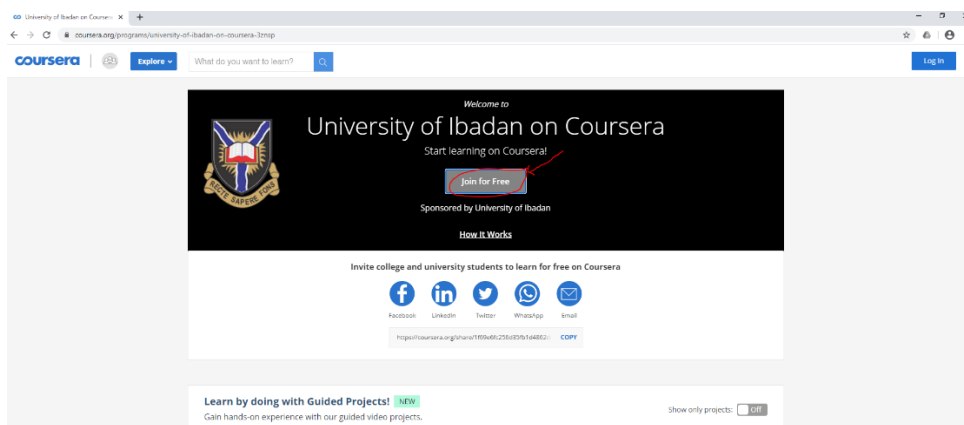 University of Ibadan on Courser
coursera.org/programs/university-of-ibadan-on-coursera-3znsp
coursera
Explore
What do you want to learn?
Log In
Welcome to
University of Ibadan on Coursera
Start learning on Coursera!
Join for Free
RECTE SAPERE FONS
Sponsored by University of Ibadan
How It Works
Invite college and university students to learn for free on Coursera
Facebook LinkedIn Twitter WhatsApp Email
COPY
Learn by doing with Guided Projects! NEW
Gain hands-on experience with our guided video projects.
Show only projects: Off